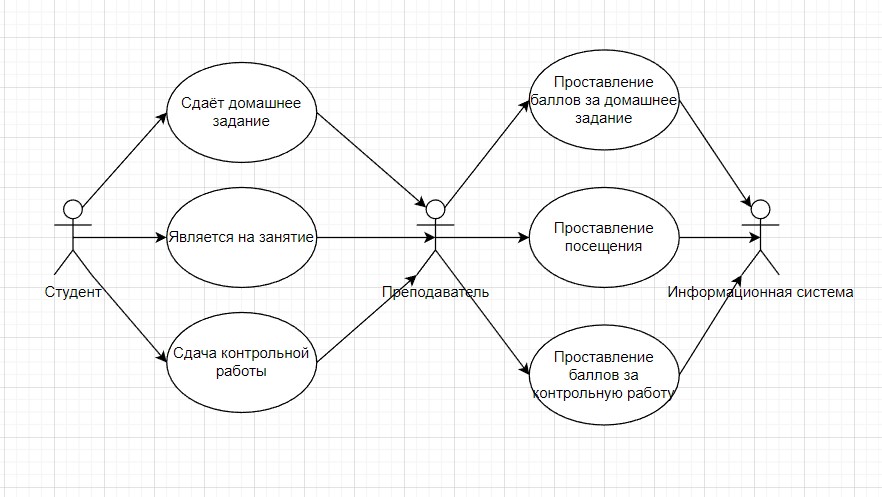 Сдаёт домашнее
задание
Является на занятие
Сдача контрольной
работы
Студент
Преподаватель
Проставление
баллов за домашнее
задание
Проставление
посещения
Проставление
баллов за
контрольную работу
Информационная система